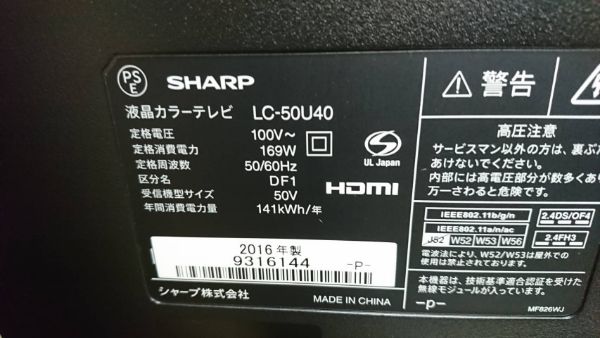 PS
E
SHARP
液晶カラーテレビ LC-50U40
定格電圧 100V～
定格消費電力 169W
定格周波数 50/60Hz
区分名 DF1
受信機型サイズ 50V
年間消費電力量 141kWh/年
UL Japan
HDMI
2016年製
9316144 -P-
シャープ株式会社 MADE IN CHINA
警告
高圧注意
サービスマン以外の方は、裏ぶた
あけないでください。
内部には高電圧部分が数多くあり
万一さわると危険です。
IEEE802.11b/g/n 2.4DS/OF4
IEEE802.11a/n/ac
J52 W52 W53 W56 2.4FH3
電波法により、W52/W53は屋外での
使用は禁止されております。
本機器は、技術基準適合認証を受けた
無線モジュールが入っています。
-p- MF826WJ